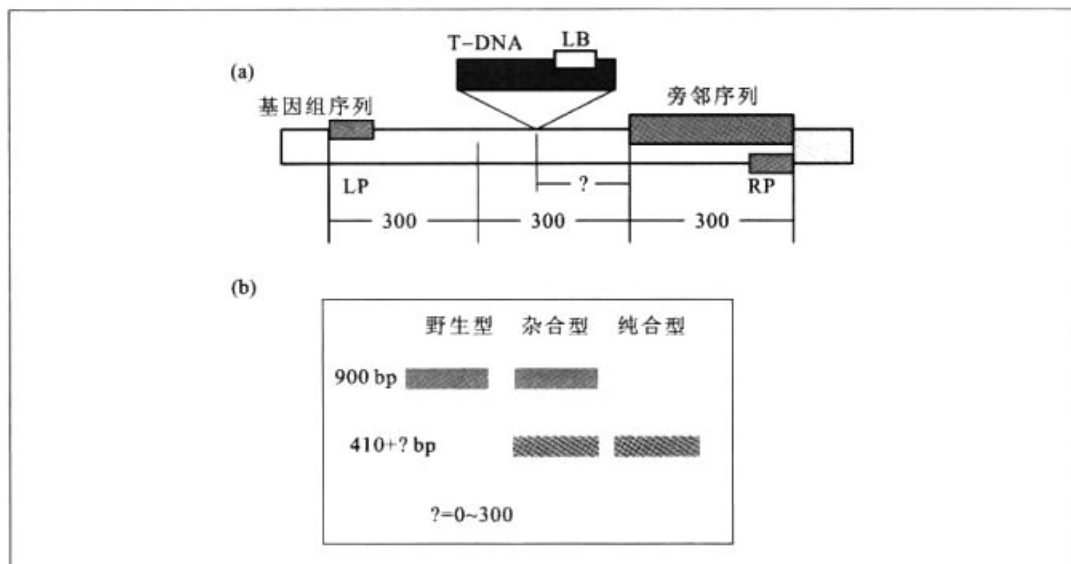 T-DNA LB
(a)
基因组序列 旁邻序列
?
LP RP
300 300 300
(b)
野生型 杂合型 纯合型
900 bp
410+? bp
?=0~300